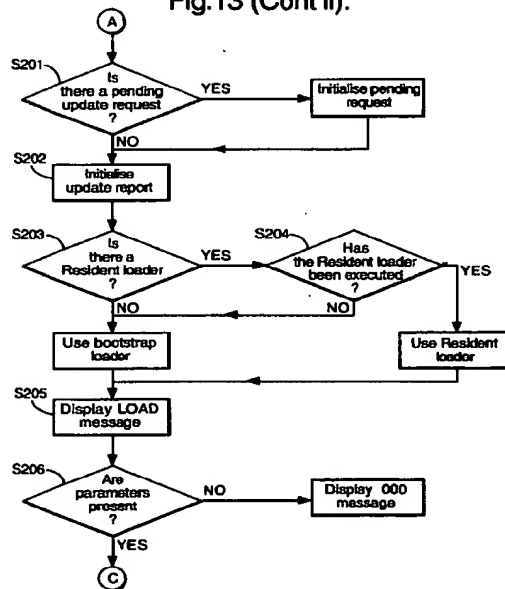 Fig.13 (Cont'd).
A
S201
Is
there a pending
update request
?
YES
Initialise pending
request
NO
S202
Initialise
update report
S203
Is
there a
Resident loader
?
YES
S204
Has
the Resident loader
been executed
?
YES
NO
NO
Use bootstrap
loader
Use Resident
loader
S205
Display LOAD
message
S206
Are
parameters
present
?
NO
Display 000
message
YES
C